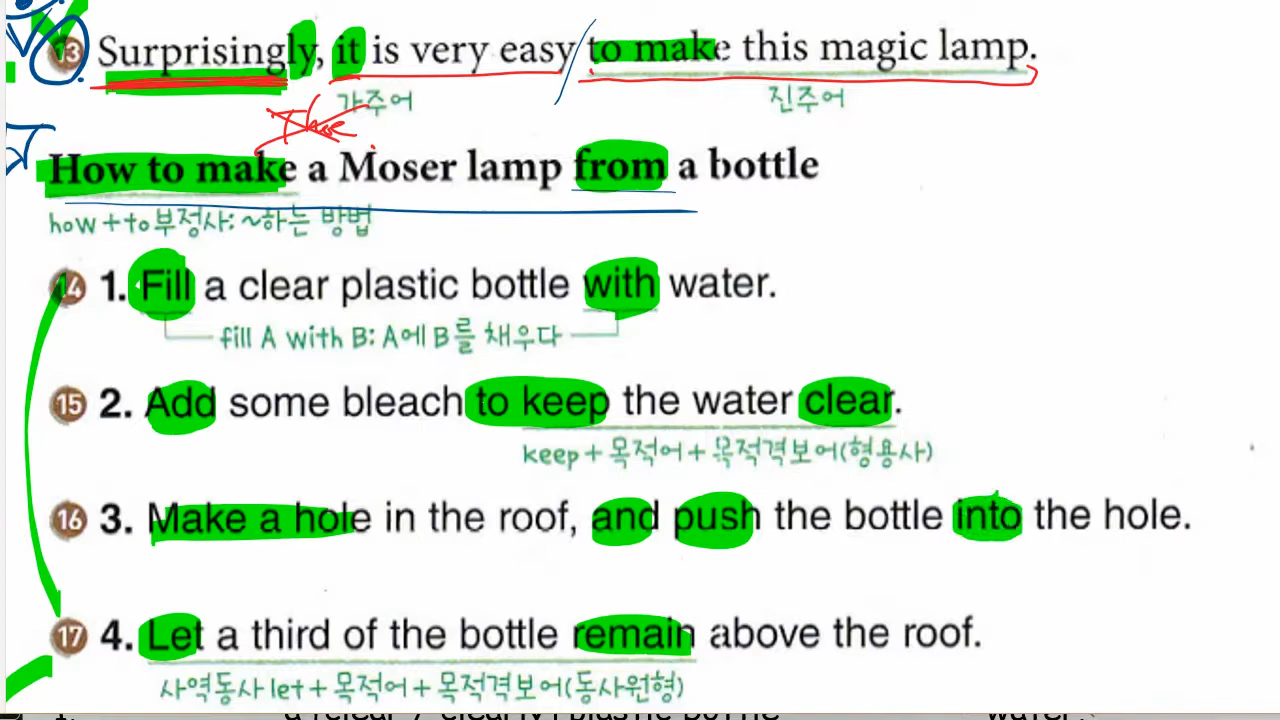 13 Surprisingly, it is very easy / to make this magic lamp.
가주어 진주어
How to make a Moser lamp from a bottle
how+to부정사: ~하는 방법
14 1. Fill a clear plastic bottle with water.
fill A with B: A에 B를 채우다
15 2. Add some bleach to keep the water clear.
keep + 목적어 + 목적격보어(형용사)
16 3. Make a hole in the roof, and push the bottle into the hole.
17 4. Let a third of the bottle remain above the roof.
사역동사 let + 목적어 + 목적격보어(동사원형)